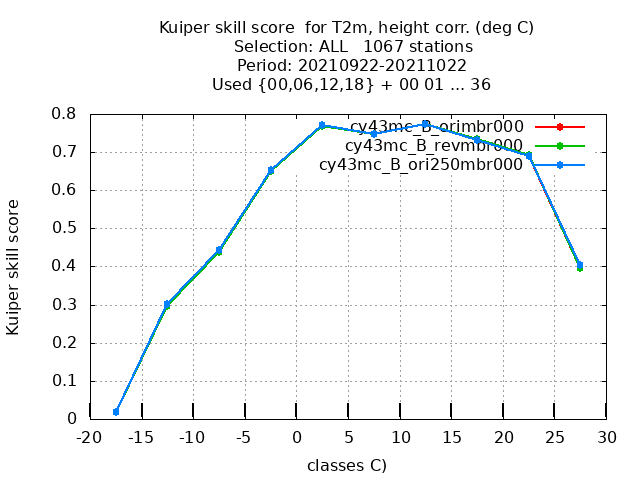 Kuiper skill score  for T2m, height corr. (deg C)
Selection: ALL   1067 stations
Period: 20210922-20211022
Used {00,06,12,18} + 00 01 ... 36
0.8
0.7
0.6
0.5
0.4
0.3
0.2
0.1
0
Kuiper skill score
cy43mc_B_orimbr000
cy43mc_B_revmbr000
cy43mc_B_ori250mbr000
-20 -15 -10 -5 0 5 10 15 20 25 30
classes C)